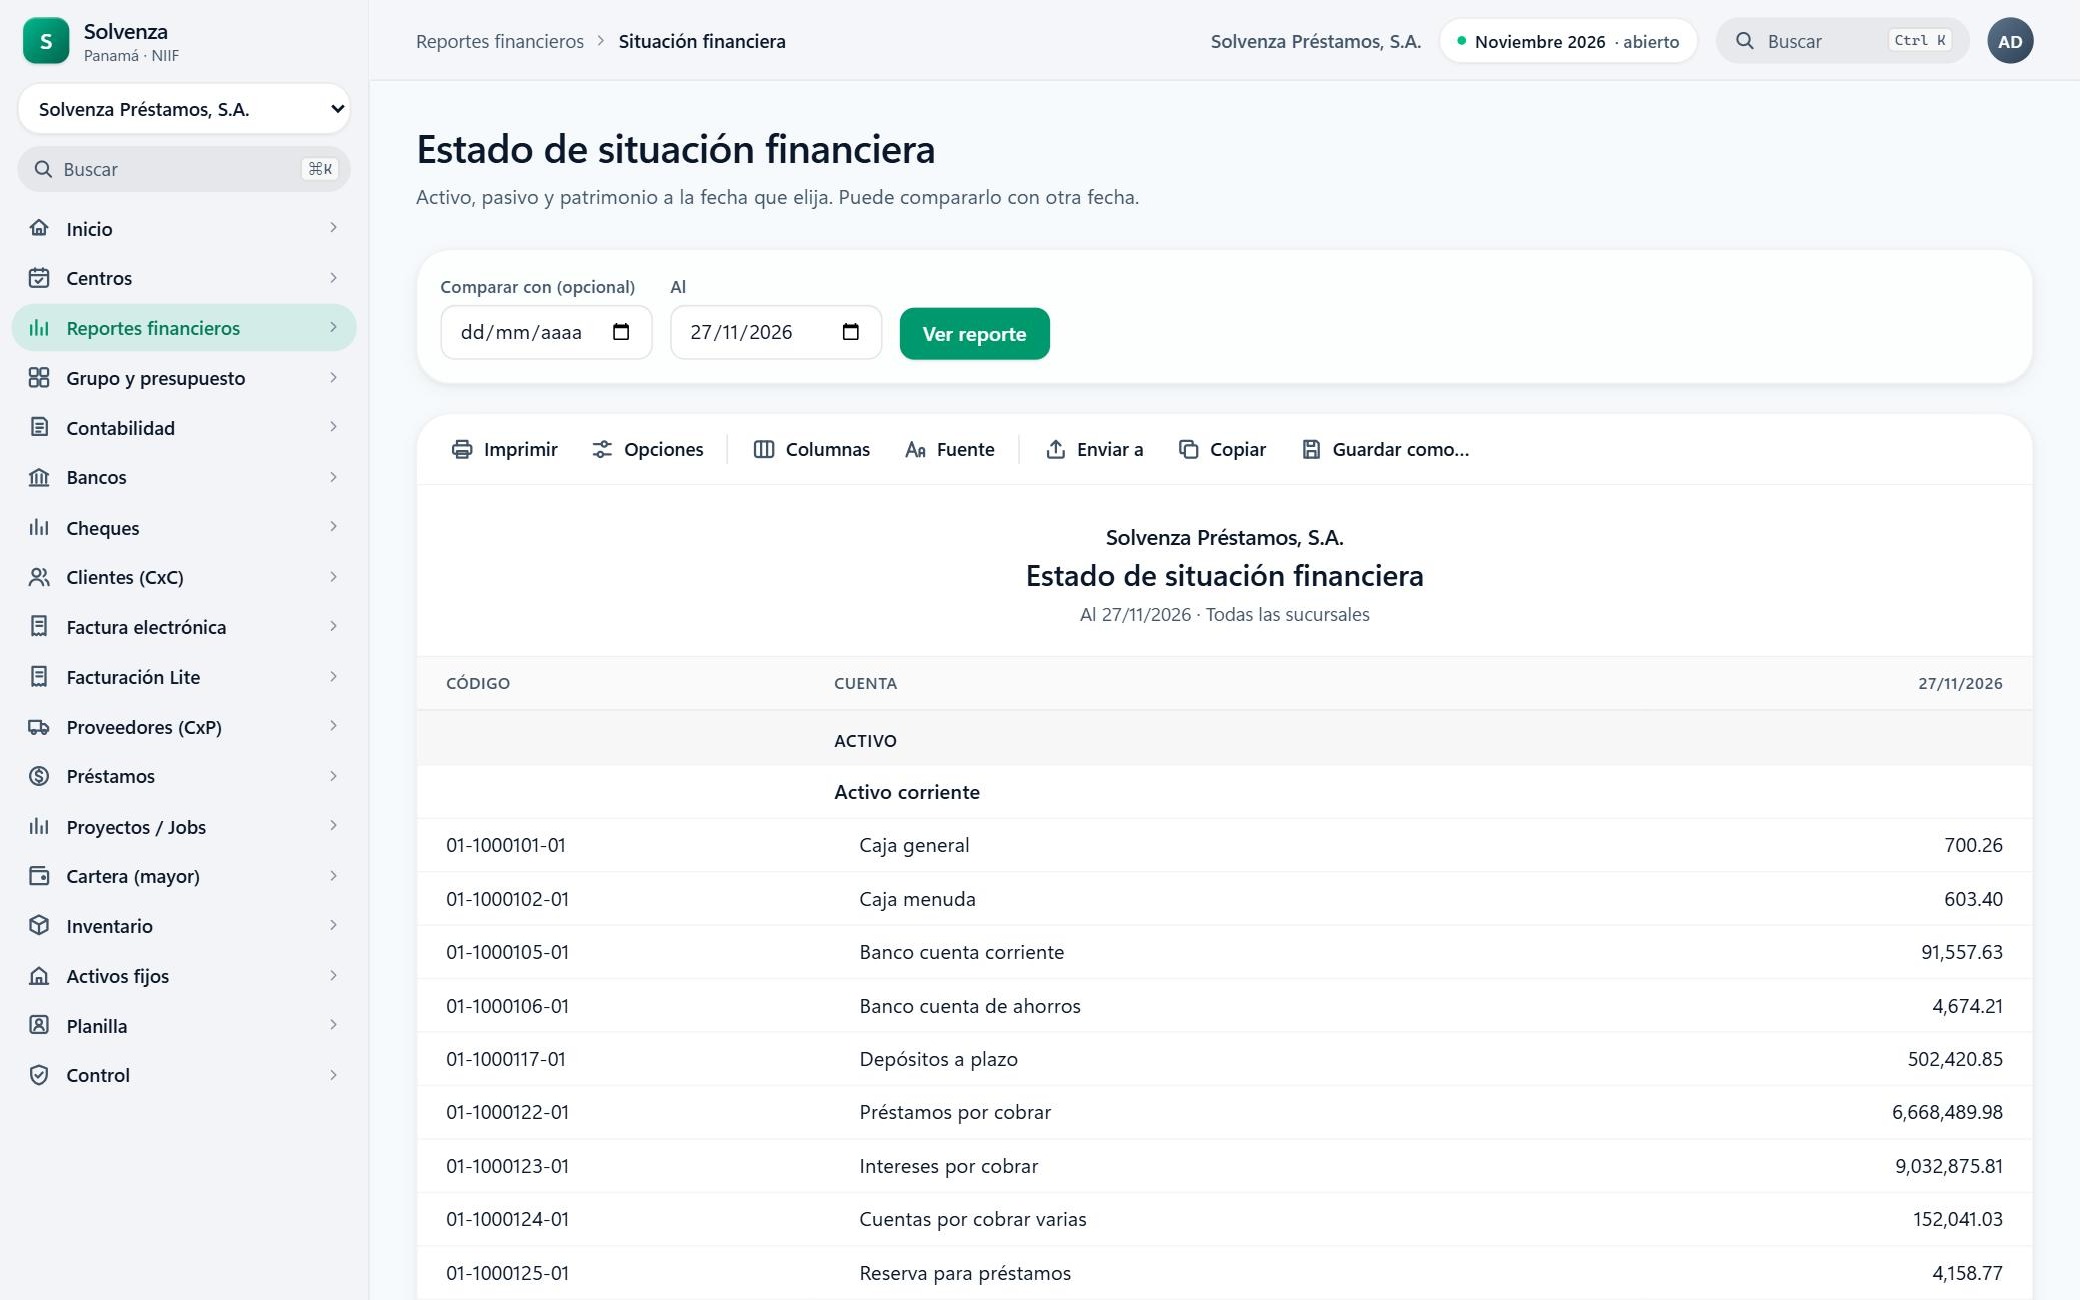 Solvenza
Panamá · NIIF
Solvenza Préstamos, S.A.
Buscar ⌘K
Inicio
Centros
Reportes financieros
Grupo y presupuesto
Contabilidad
Bancos
Cheques
Clientes (CxC)
Factura electrónica
Facturación Lite
Proveedores (CxP)
Préstamos
Proyectos / Jobs
Cartera (mayor)
Inventario
Activos fijos
Planilla
Control
Reportes financieros > Situación financiera
Solvenza Préstamos, S.A.
Noviembre 2026 · abierto
Buscar Ctrl K
AD
Estado de situación financiera
Activo, pasivo y patrimonio a la fecha que elija. Puede compararlo con otra fecha.
Comparar con (opcional) Al
dd/mm/aaaa 27/11/2026 Ver reporte
Imprimir Opciones Columnas Fuente Enviar a Copiar Guardar como...
Solvenza Préstamos, S.A.
Estado de situación financiera
Al 27/11/2026 · Todas las sucursales
CÓDIGO CUENTA 27/11/2026
ACTIVO
Activo corriente
01-1000101-01 Caja general 700.26
01-1000102-01 Caja menuda 603.40
01-1000105-01 Banco cuenta corriente 91,557.63
01-1000106-01 Banco cuenta de ahorros 4,674.21
01-1000117-01 Depósitos a plazo 502,420.85
01-1000122-01 Préstamos por cobrar 6,668,489.98
01-1000123-01 Intereses por cobrar 9,032,875.81
01-1000124-01 Cuentas por cobrar varias 152,041.03
01-1000125-01 Reserva para préstamos 4,158.77
S